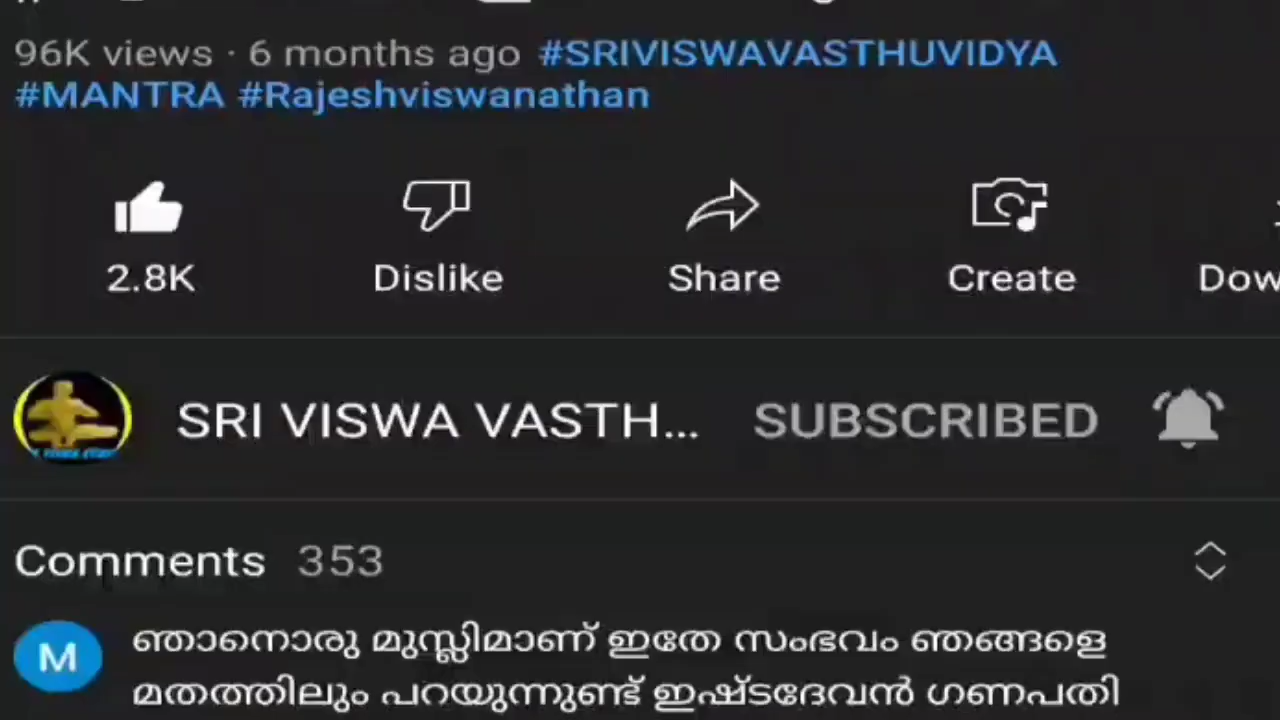 96K views · 6 months ago #SRIVISWAVASTHUVIDYA
#MANTRA #Rajeshviswanathan
2.8K
Dislike
Share
Create
Dow
SRI VISWA VASTH... SUBSCRIBED
Comments 353
M
ഞാനൊരു മുസ്ലിമാണ് ഇതേ സംഭവം ഞങ്ങളെ
മതത്തിലും പറയുന്നുണ്ട് ഇഷ്ടദേവൻ ഗണപതി